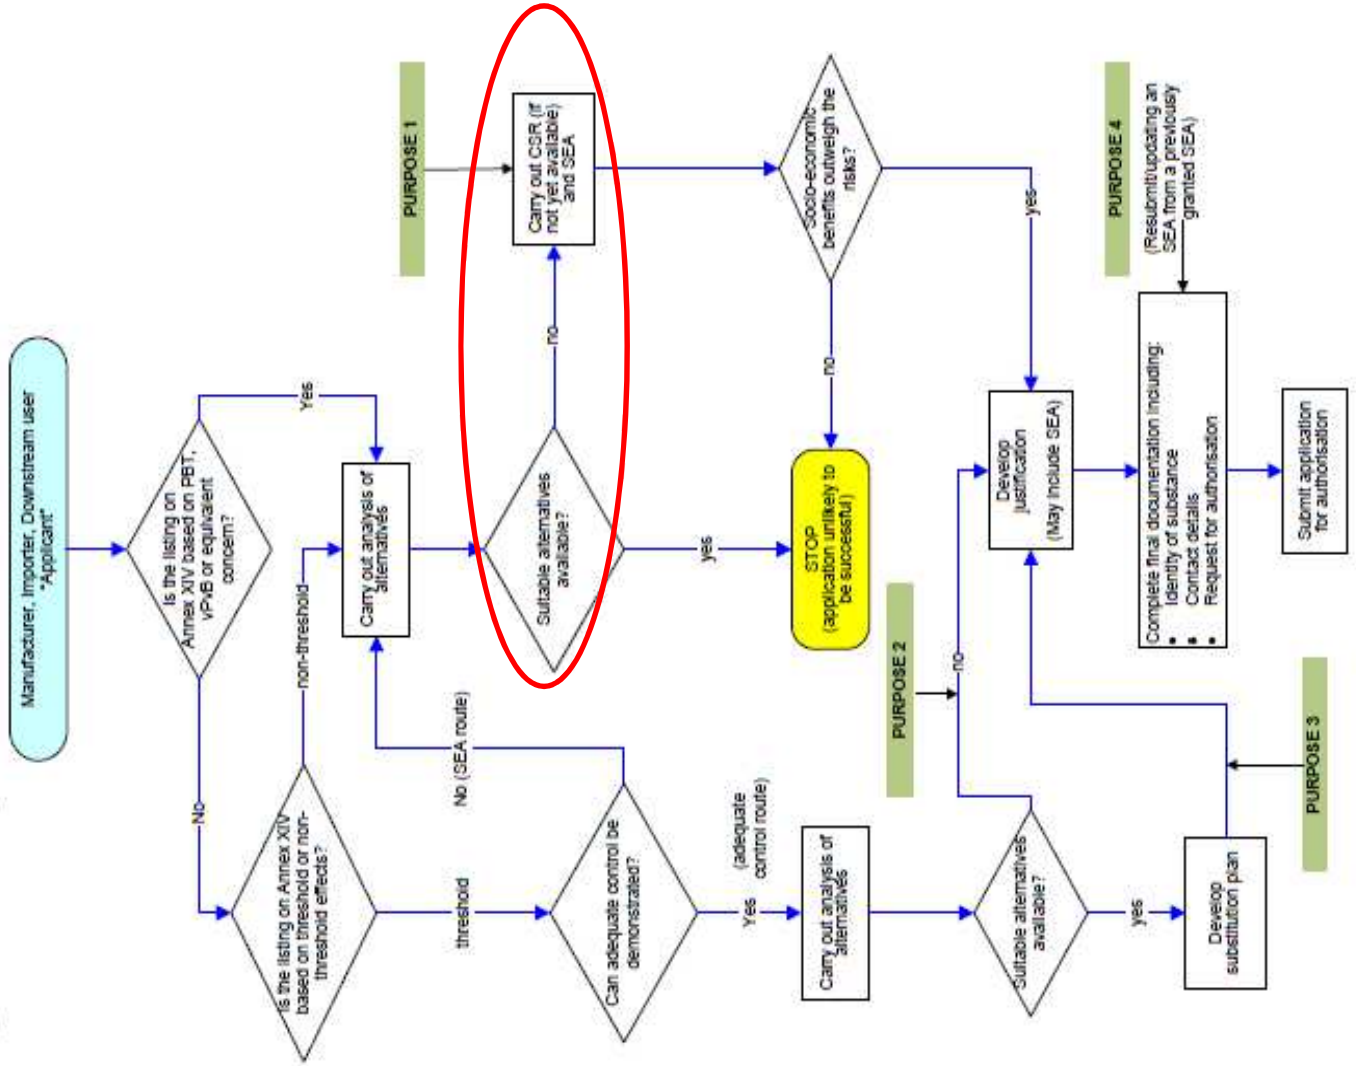 Manufacturer, Importer, Downstream user
"Applicant"
Is the listing on
Annex XIV based on PBT,
vPvB or equivalent
concern?
Yes
No
Is the listing on Annex XIV
based on threshold or non-
threshold effects?
non-threshold
threshold
Carry out analysis of
alternatives
No (SEA route)
Can adequate control be
demonstrated?
Suitable alternatives
available?
no
yes
PURPOSE 1
Carry out CSR (if
not yet available)
and SEA
Socio-economic
benefits outweigh the
risks?
no
yes
STOP
(application unlikely to
be successful)
Yes
(adequate
control route)
Carry out analysis of
alternatives
PURPOSE 2
Suitable alternatives
available?
no
yes
Develop
substitution plan
PURPOSE 3
Develop
justification
(May include SEA)
PURPOSE 4
(Resubmit/updating an
SEA from a previously
granted SEA)
Complete final documentation including:
• Identity of substance
• Contact details
• Request for authorisation
Submit application
for authorisation